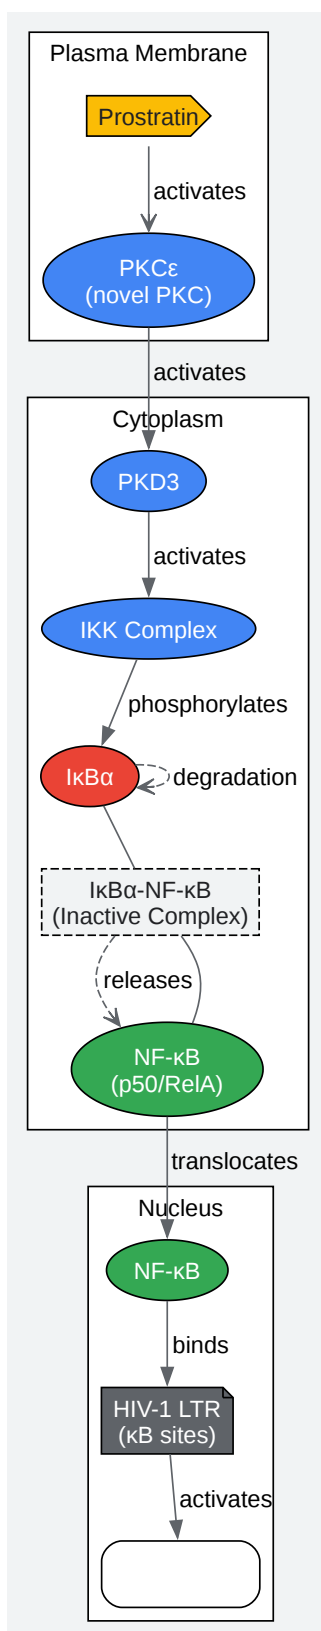 Plasma Membrane
Prostratin
activates
PKCε
(novel PKC)
activates
Cytoplasm
PKD3
activates
IKK Complex
phosphorylates
IκBα
degradation
IκBα-NF-κB
(Inactive Complex)
releases
NF-κB
(p50/RelA)
translocates
Nucleus
NF-κB
binds
HIV-1 LTR
(κB sites)
activates